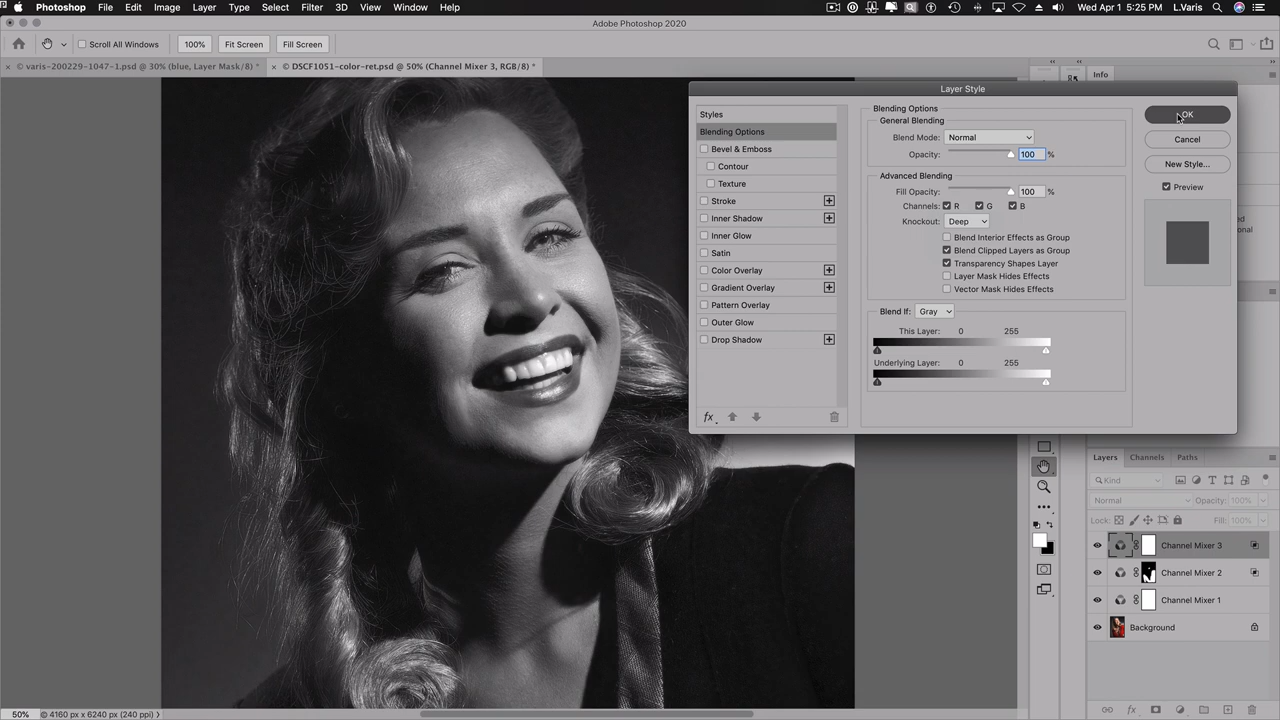 Photoshop File Edit Image Layer Type Select Filter 3D View Window Help Wed Apr 1 5:25 PM L.Varis
Adobe Photoshop 2020
Scroll All Windows 100% Fit Screen Fill Screen
× © varis-200229-1047-1.psd @ 30% (blue, Layer Mask/8) * × © DSCF1051-color-ret.psd @ 50% (Channel Mixer 3, RGB/8) *
Info
Layer Style
Styles
Blending Options
Bevel & Emboss
Contour
Texture
Stroke
Inner Shadow
Inner Glow
Satin
Color Overlay
Gradient Overlay
Pattern Overlay
Outer Glow
Drop Shadow
fx
Blending Options
General Blending
Blend Mode: Normal
Opacity: 100 %
Advanced Blending
Fill Opacity: 100 %
Channels: R G B
Knockout: Deep
Blend Interior Effects as Group
Blend Clipped Layers as Group
Transparency Shapes Layer
Layer Mask Hides Effects
Vector Mask Hides Effects
Blend If: Gray
This Layer: 0 255
Underlying Layer: 0 255
OK
Cancel
New Style...
Preview
Layers Channels Paths
Kind
Normal Opacity: 100%
Lock: Fill: 100%
Channel Mixer 3
Channel Mixer 2
Channel Mixer 1
Background
fx
50% © 4160 px x 6240 px (240 ppi)